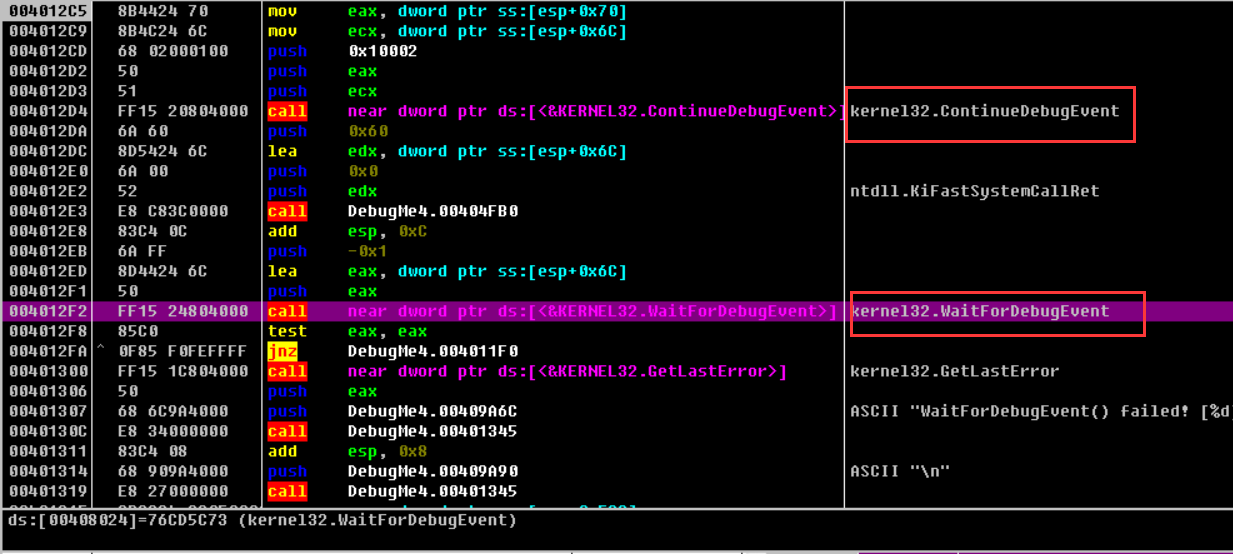 004012C5 8B4424 70 mov eax, dword ptr ss:[esp+0x70]
004012C9 8B4C24 6C mov ecx, dword ptr ss:[esp+0x6C]
004012CD 68 02000100 push 0x10002
004012D2 50 push eax
004012D3 51 push ecx
004012D4 FF15 20804000 call near dword ptr ds:[<&KERNEL32.ContinueDebugEvent>] kernel32.ContinueDebugEvent
004012DA 6A 60 push 0x60
004012DC 8D5424 6C lea edx, dword ptr ss:[esp+0x6C]
004012E0 6A 00 push 0x0
004012E2 52 push edx ntdll.KiFastSystemCallRet
004012E3 E8 C83C0000 call DebugMe4.00404FB0
004012E8 83C4 0C add esp, 0xC
004012EB 6A FF push -0x1
004012ED 8D4424 6C lea eax, dword ptr ss:[esp+0x6C]
004012F1 50 push eax
004012F2 FF15 24804000 call near dword ptr ds:[<&KERNEL32.WaitForDebugEvent>] kernel32.WaitForDebugEvent
004012F8 85C0 test eax, eax
004012FA ^ 0F85 F0FEFFFF jnz DebugMe4.004011F0
00401300 FF15 1C804000 call near dword ptr ds:[<&KERNEL32.GetLastError>] kernel32.GetLastError
00401306 50 push eax
00401307 68 6C9A4000 push DebugMe4.00409A6C ASCII "WaitForDebugEvent() failed! [%d]
0040130C E8 34000000 call DebugMe4.00401345
00401311 83C4 08 add esp, 0x8
00401314 68 909A4000 push DebugMe4.00409A90 ASCII "\n"
00401319 E8 27000000 call DebugMe4.00401345
ds:[00408024]=76CD5C73 (kernel32.WaitForDebugEvent)